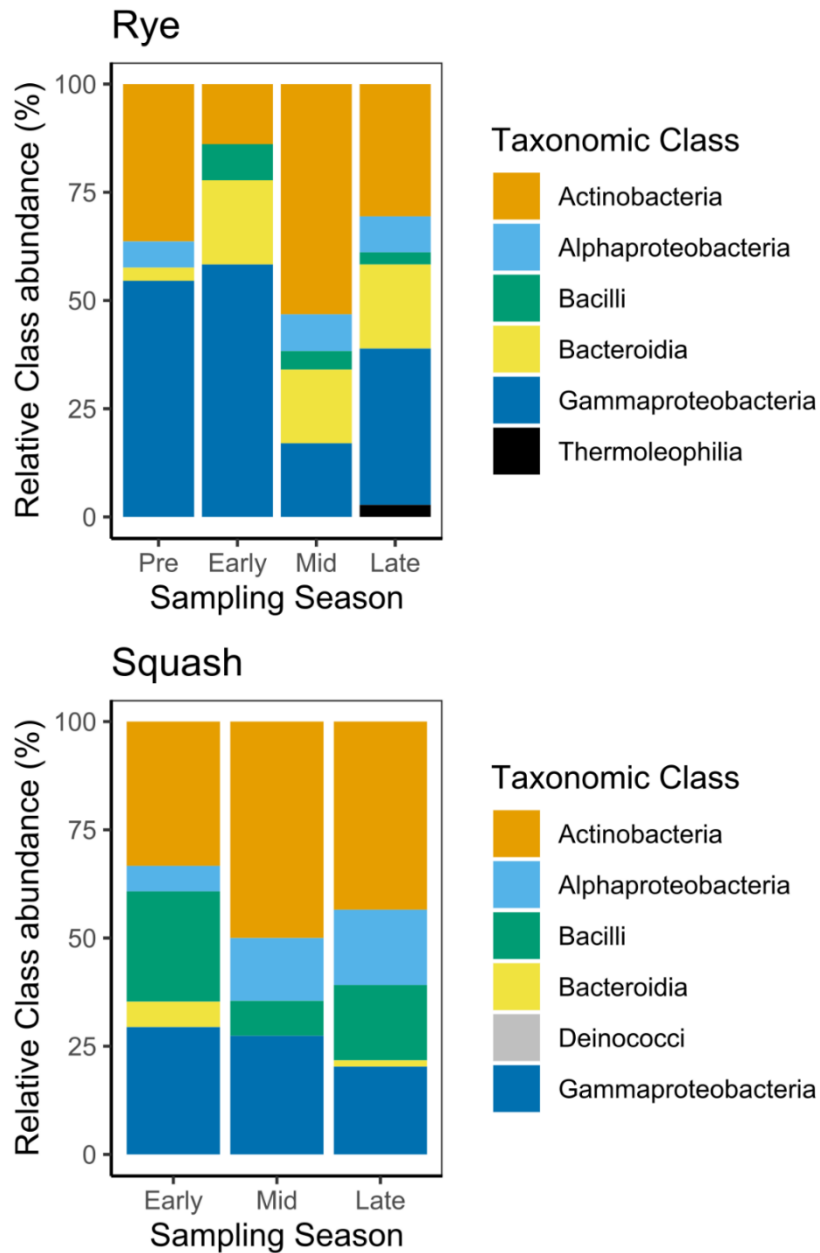 Rye
Relative Class abundance (%)
100
75
50
25
0
Pre Early Mid Late
Sampling Season
Taxonomic Class
Actinobacteria
Alphaproteobacteria
Bacilli
Bacteroidia
Gammaproteobacteria
Thermoleophilia
Squash
Relative Class abundance (%)
100
75
50
25
0
Early Mid Late
Sampling Season
Taxonomic Class
Actinobacteria
Alphaproteobacteria
Bacilli
Bacteroidia
Deinococci
Gammaproteobacteria